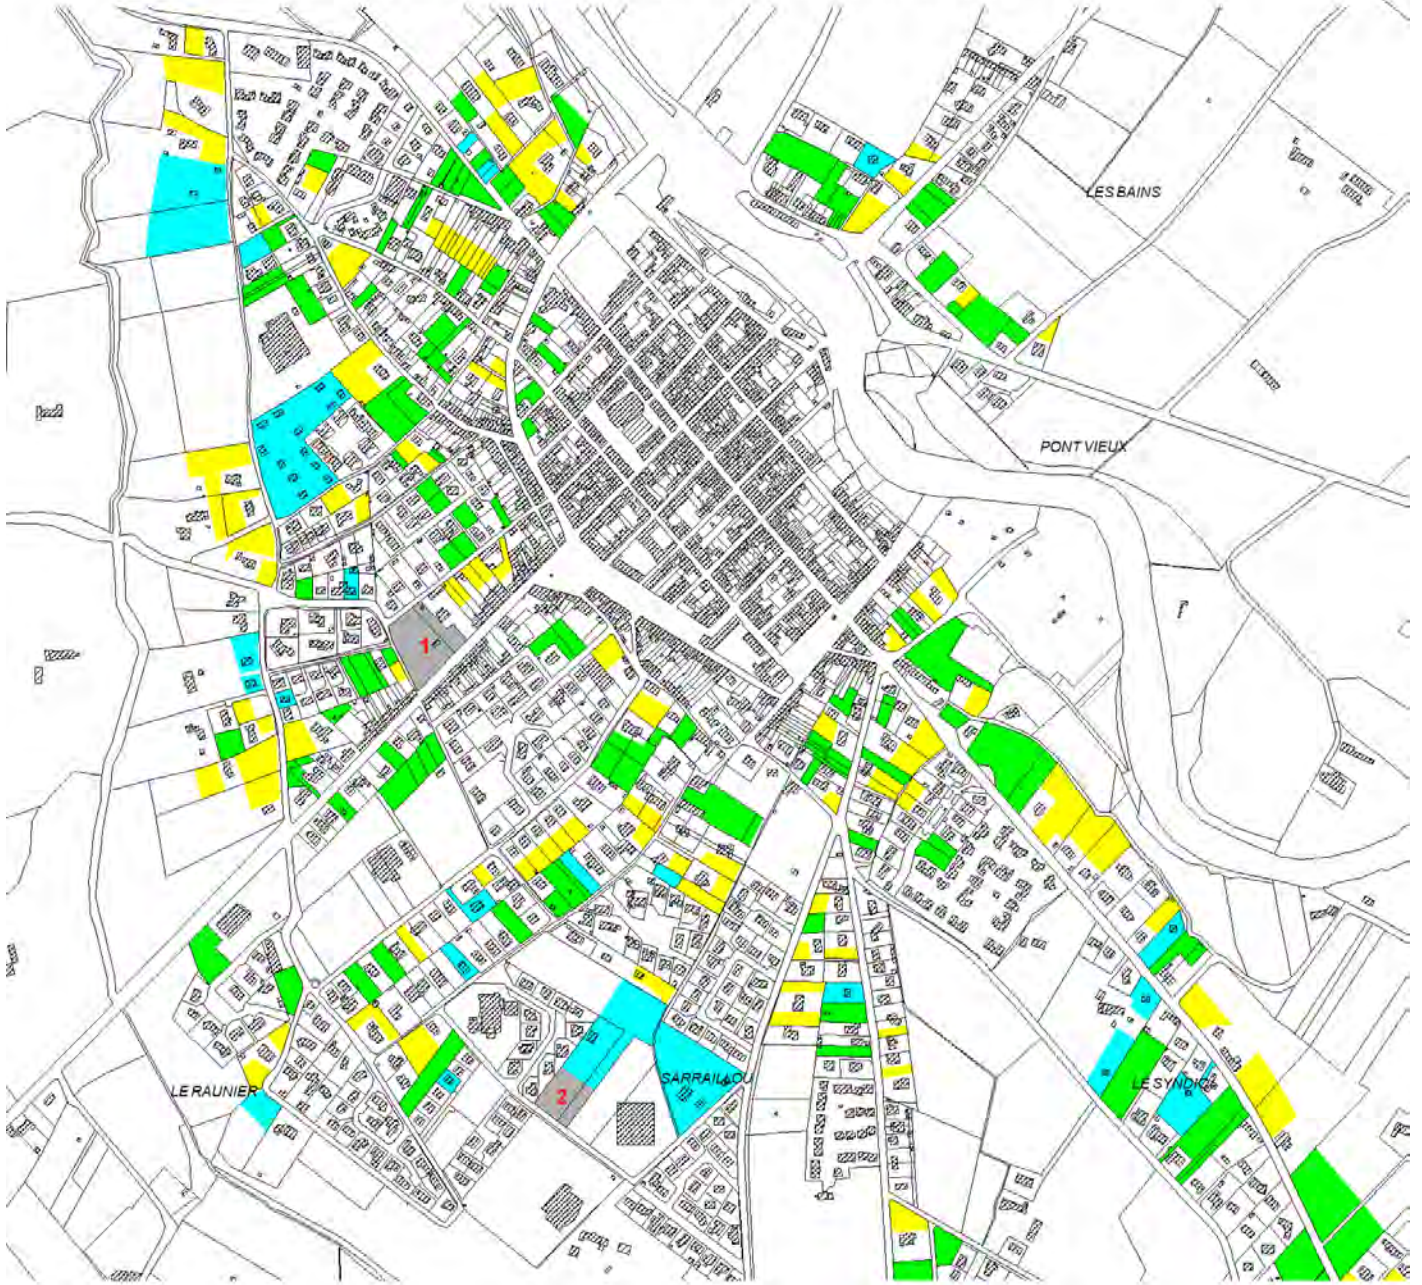 LES BAINS
PONT VIEUX
1
LE RAUNIER
2
SARRAILLOU
LE SYNDIC